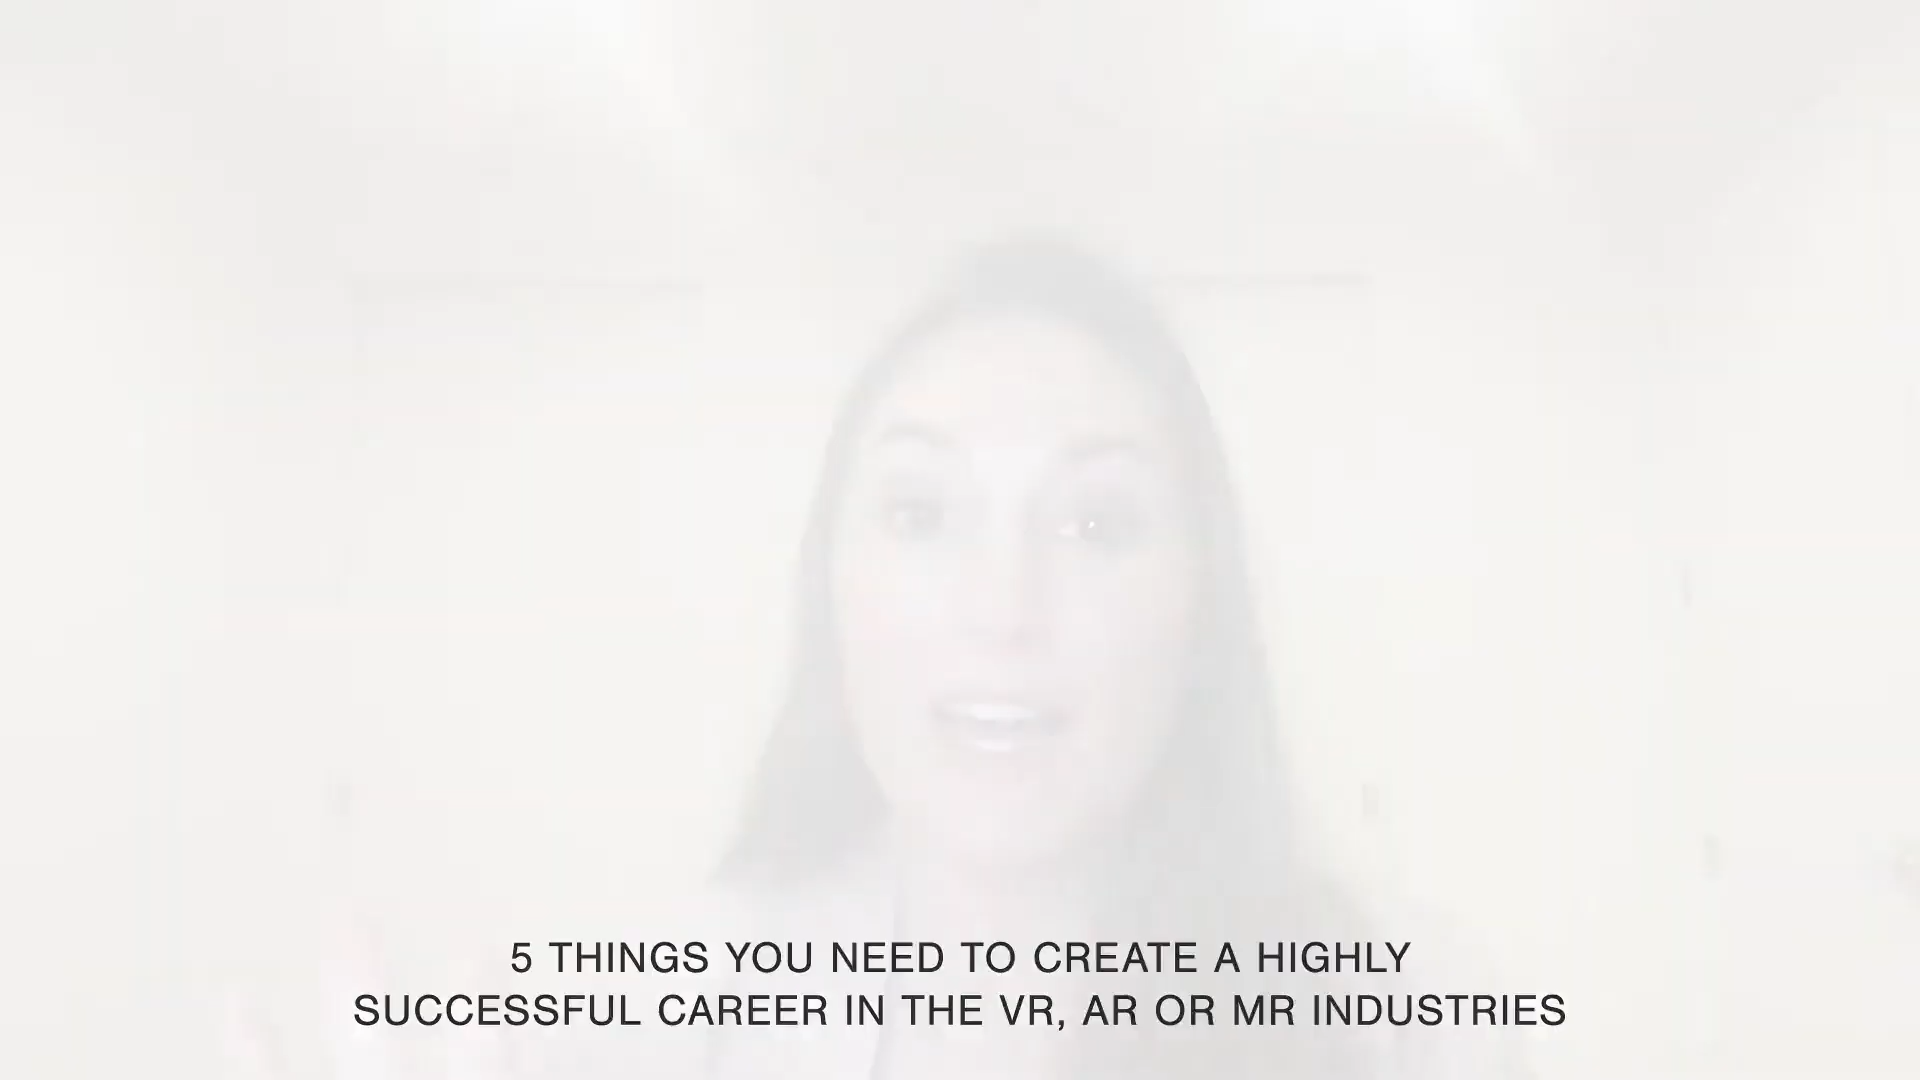 5 THINGS YOU NEED TO CREATE A HIGHLY
SUCCESSFUL CAREER IN THE VR, AR OR MR INDUSTRIES